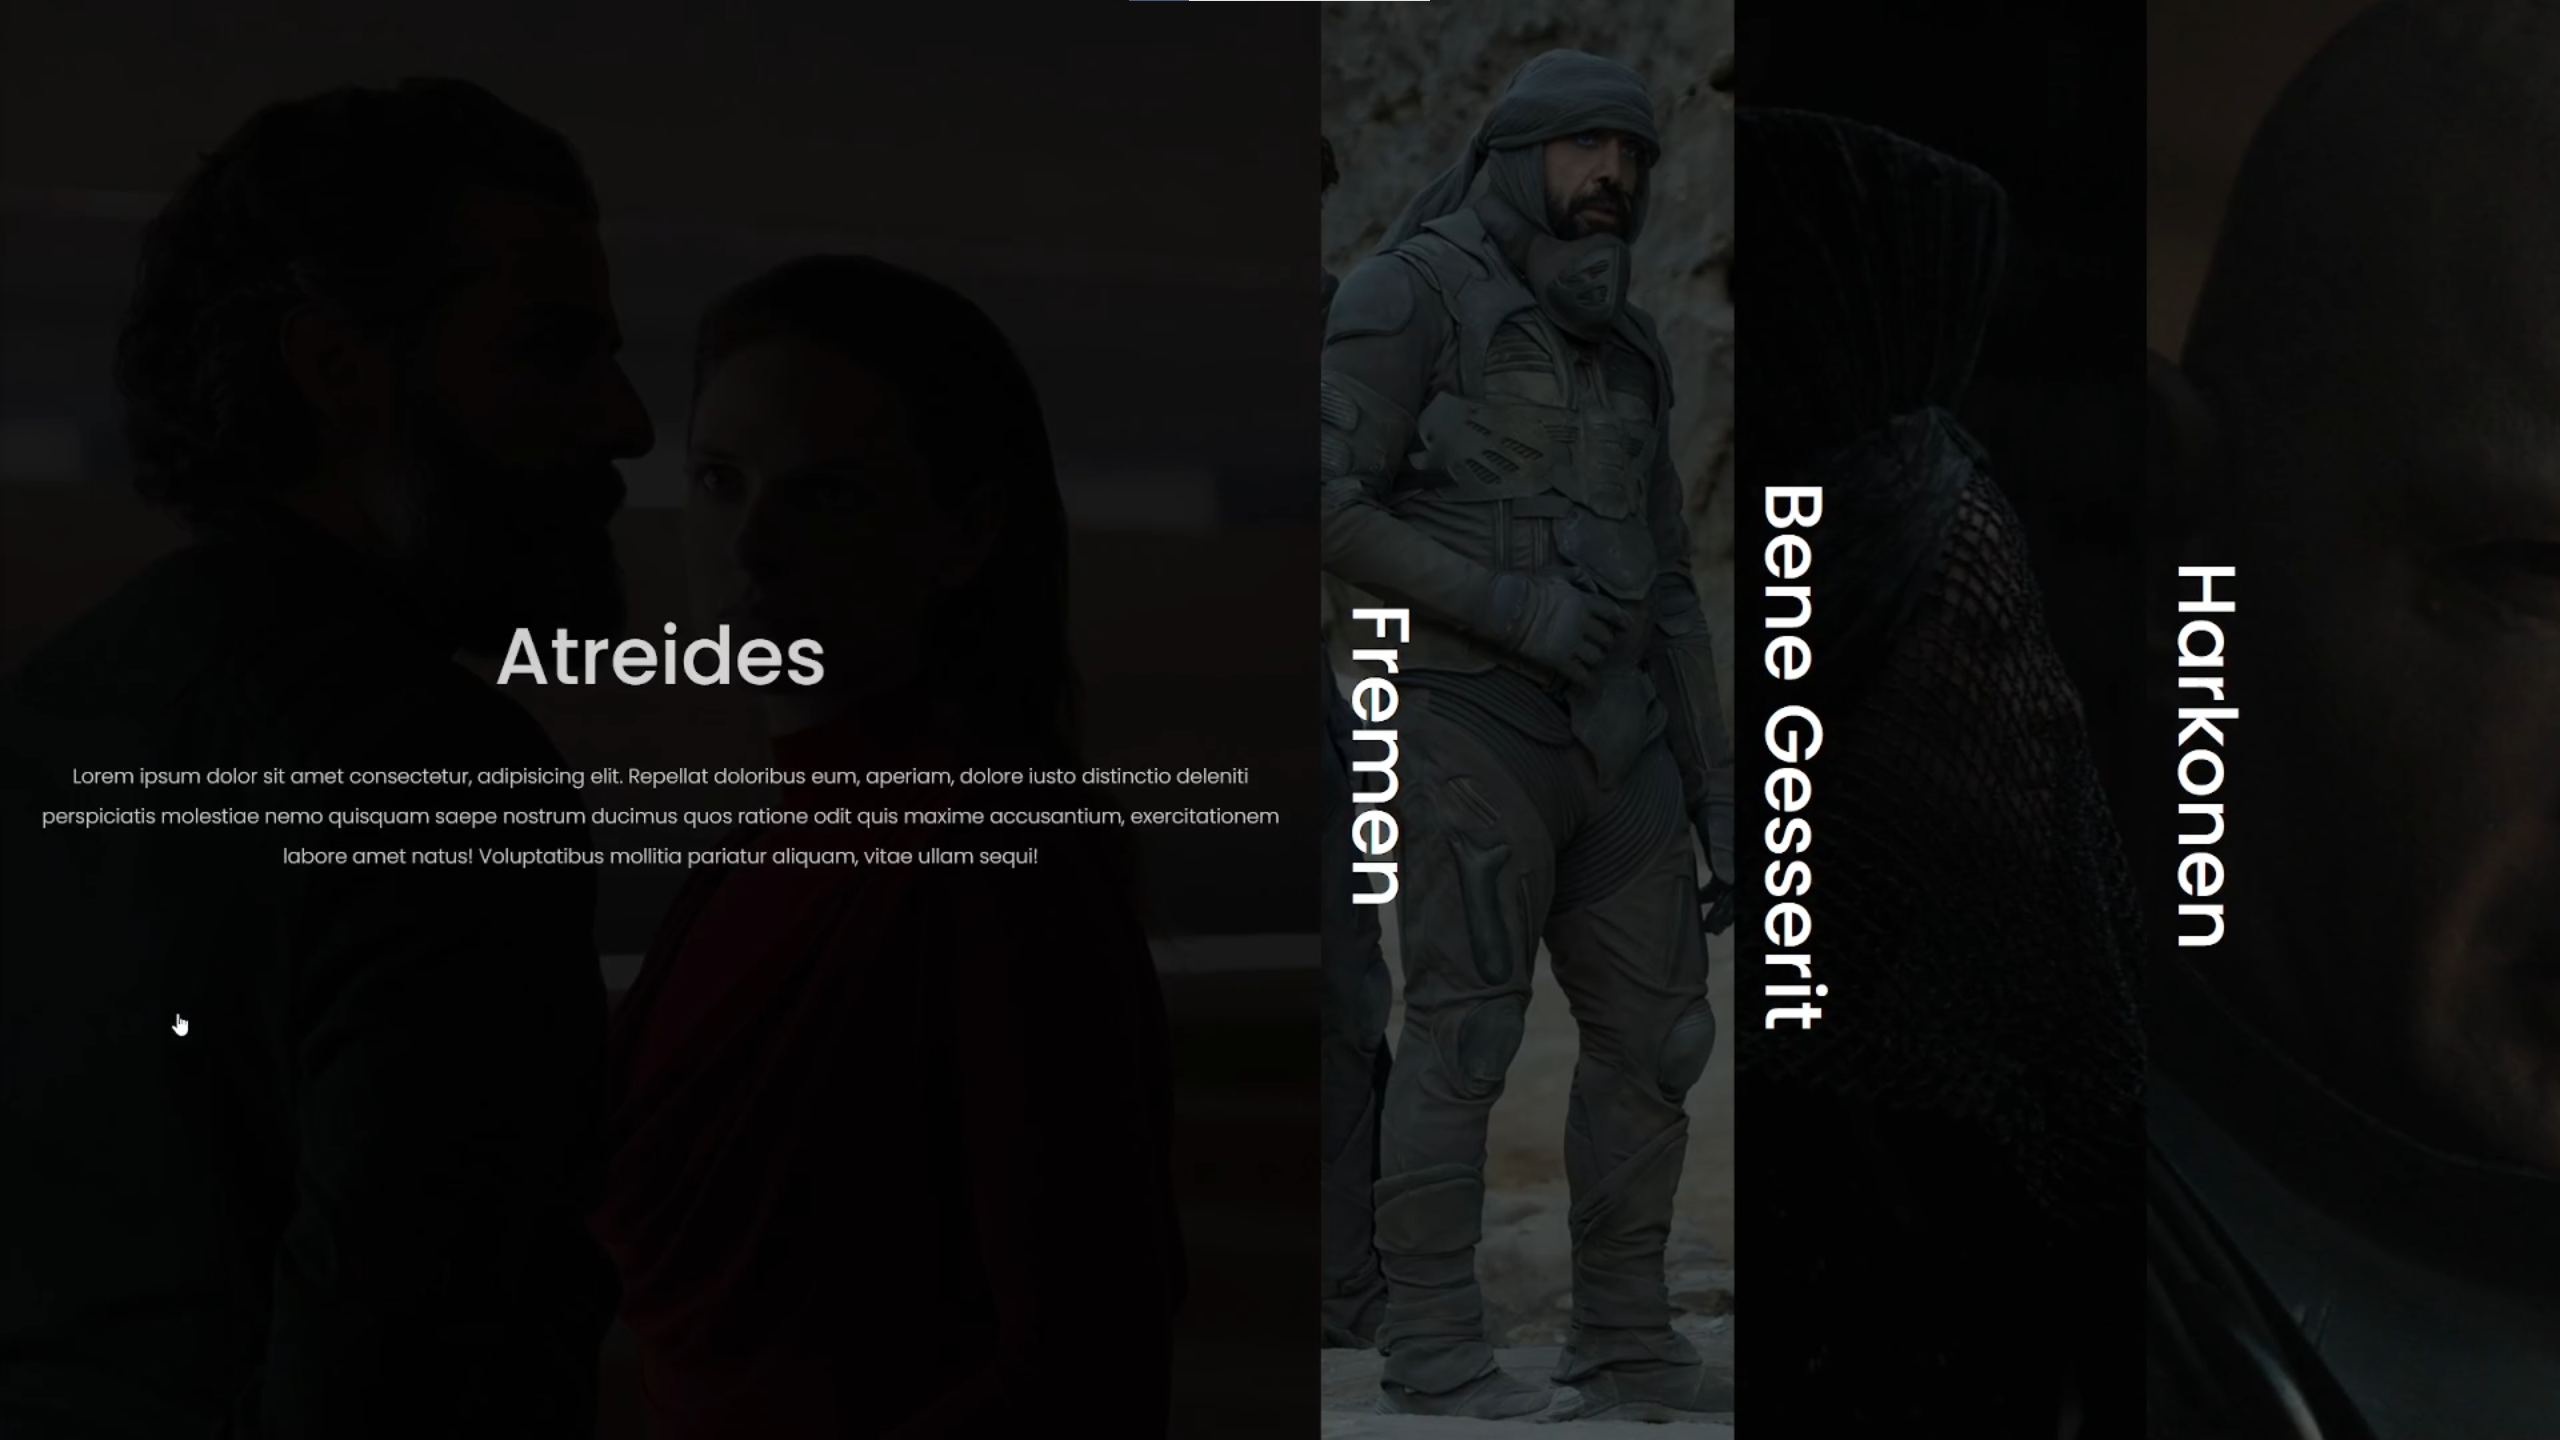 Atreides
Lorem ipsum dolor sit amet consectetur, adipisicing elit. Repellat doloribus eum, aperiam, dolore iusto distinctio deleniti
perspiciatis molestiae nemo quisquam saepe nostrum ducimus quos ratione odit quis maxime accusantium, exercitationem
labore amet natus! Voluptatibus mollitia pariatur aliquam, vitae ullam sequi!
Fremen
Bene Gesserit
Harkonen